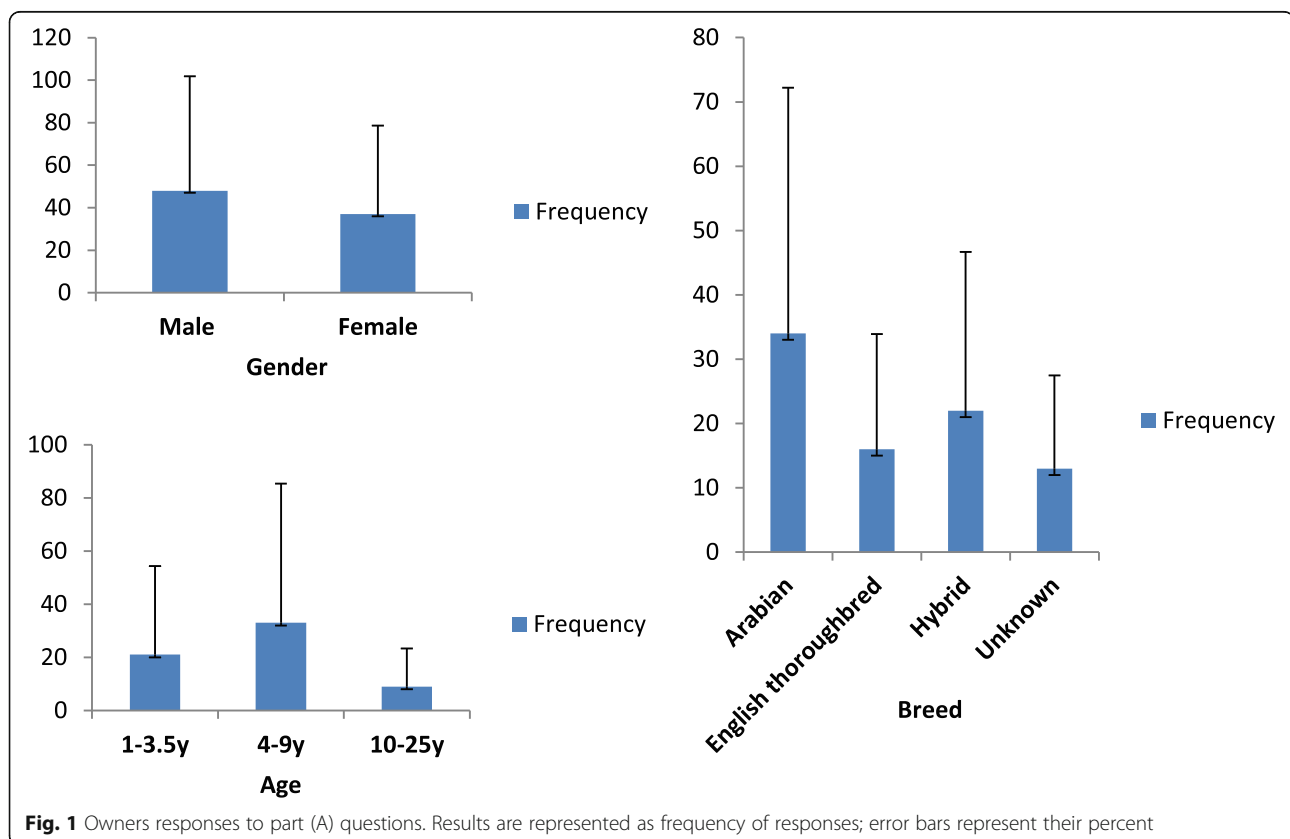 120
100
80
60
40
20
0
Male Female
Gender
Frequency
100
80
60
40
20
0
1-3.5y 4-9y 10-25y
Age
Frequency
80
70
60
50
40
30
20
10
0
Arabian
English thoroughbred
Hybrid
Unknown
Breed
Frequency
Fig. 1 Owners responses to part (A) questions. Results are represented as frequency of responses; error bars represent their percent